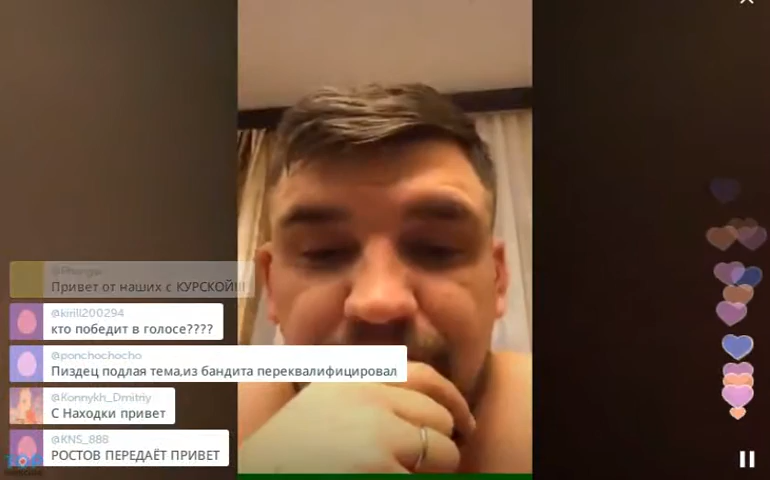 @Phargx
Привет от наших с КУРСКОЙ!!!
@kirill200294
кто победит в голосе????
@ponchochocho
Пиздец подлая тема,из бандита переквалифицировал
@Konnykh_Dmitriy
С Находки привет
@KNS_888
РОСТОВ ПЕРЕДАЁТ ПРИВЕТ